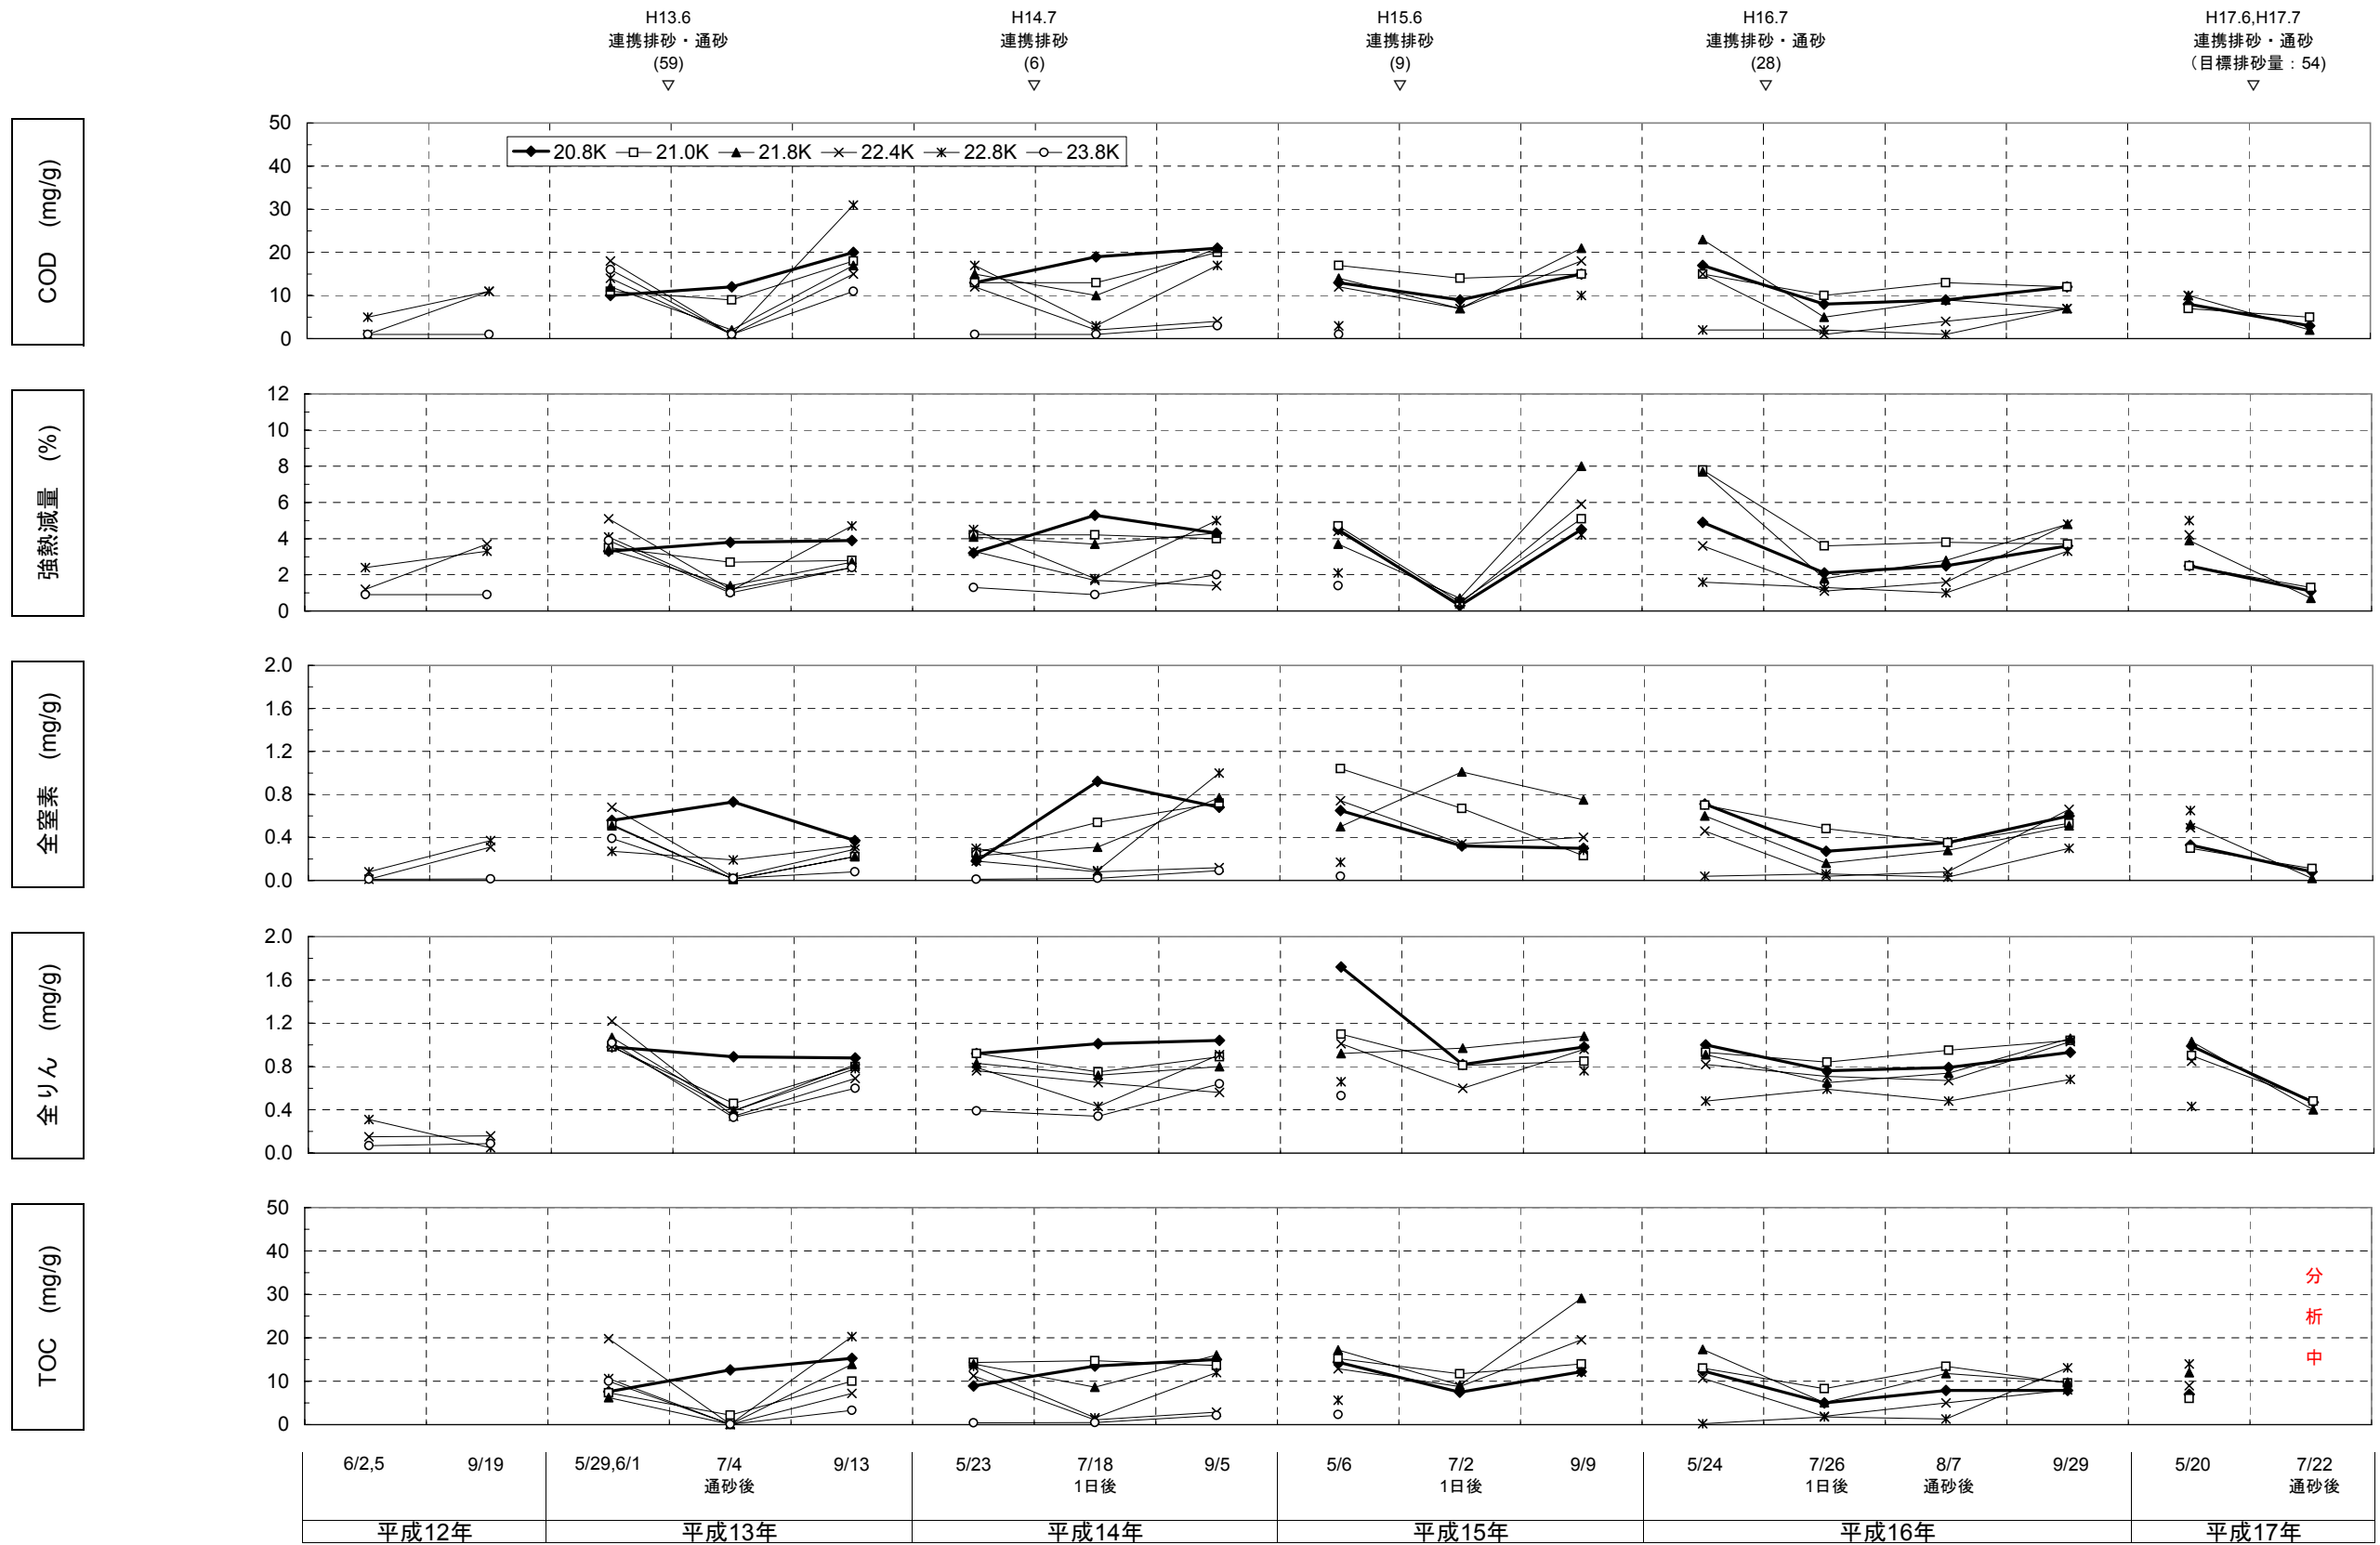 H13.6
連携排砂・通砂
(59)
▽
H14.7
連携排砂
(6)
▽
H15.6
連携排砂
(9)
▽
H16.7
連携排砂・通砂
(28)
▽
H17.6,H17.7
連携排砂・通砂
(目標排砂量：54)
▽
COD (mg/g)
50
40
30
20
10
0
20.8K 21.0K 21.8K 22.4K 22.8K 23.8K
強熱減量 (%)
12
10
8
6
4
2
0
全窒素 (mg/g)
2.0
1.6
1.2
0.8
0.4
0.0
全りん (mg/g)
2.0
1.6
1.2
0.8
0.4
0.0
TOC (mg/g)
50
40
30
20
10
0
分
析
中
6/2,5 9/19 5/29,6/1 7/4 9/13 5/23 7/18 9/5 5/6 7/2 9/9 5/24 7/26 8/7 9/29 5/20 7/22
通砂後 1日後 1日後 1日後 通砂後 通砂後
平成12年 平成13年 平成14年 平成15年 平成16年 平成17年